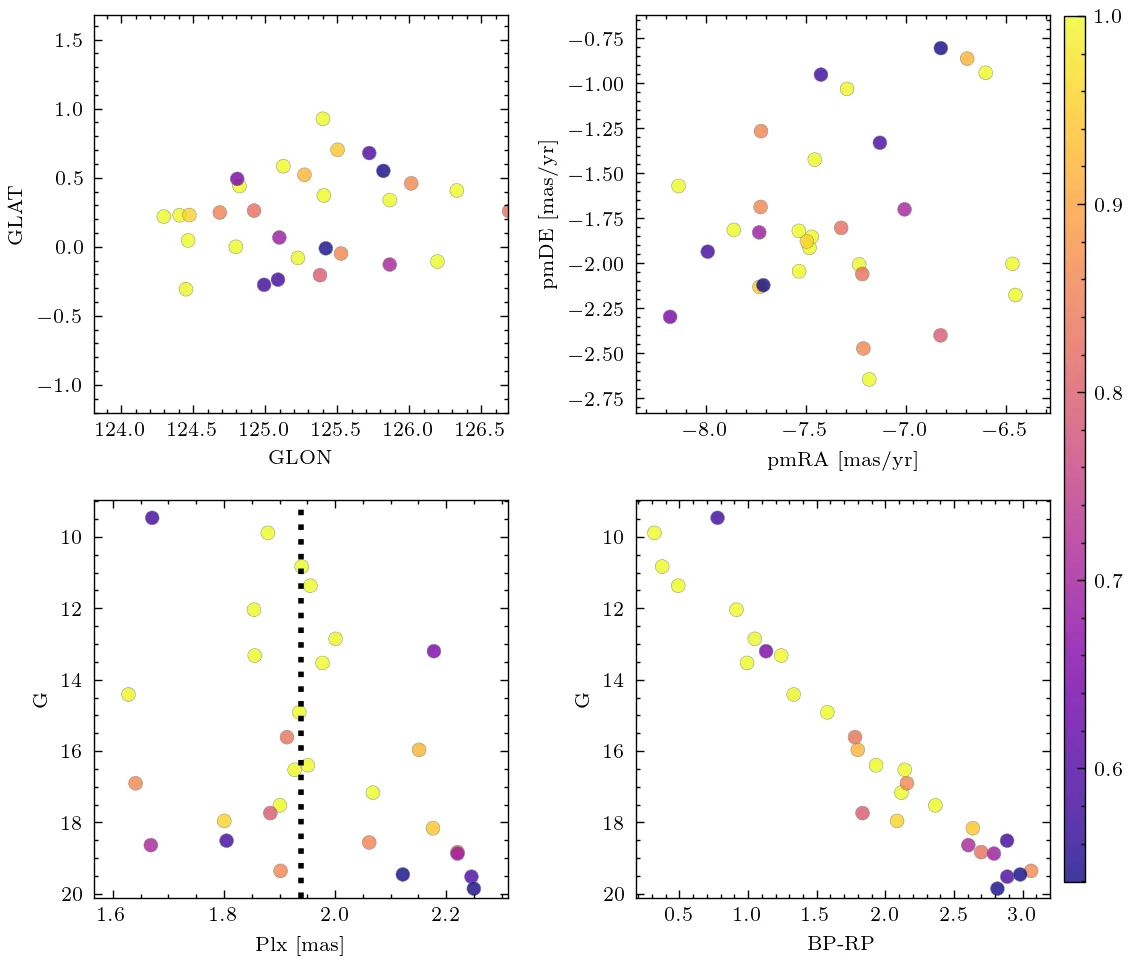 1.5
1.0
0.5
0.0
−0.5
−1.0
GLAT
124.0 124.5 125.0 125.5 126.0 126.5
GLON
−0.75
−1.00
−1.25
−1.50
−1.75
−2.00
−2.25
−2.50
−2.75
pmDE [mas/yr]
−8.0 −7.5 −7.0 −6.5
pmRA [mas/yr]
1.0
0.9
0.8
0.7
0.6
10
12
14
16
18
20
G
1.6 1.8 2.0 2.2
Plx [mas]
10
12
14
16
18
20
G
0.5 1.0 1.5 2.0 2.5 3.0
BP-RP